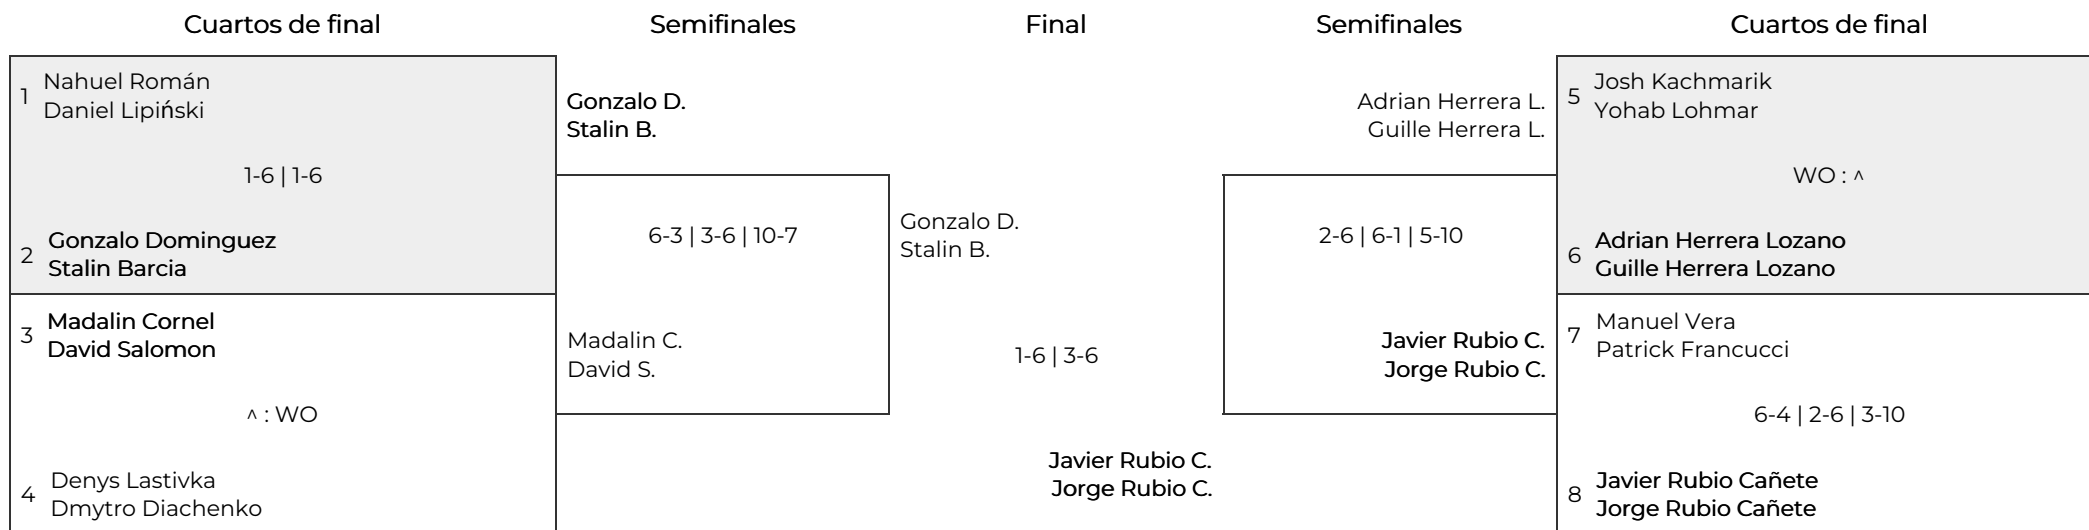 Cuartos de final
Semifinales
Final
Semifinales
Cuartos de final
1
Nahuel Román
Daniel Lipiński
1-6 | 1-6
2
Gonzalo Dominguez
Stalin Barcia
3
Madalin Cornel
David Salomon
^ : WO
4
Denys Lastivka
Dmytro Diachenko
Gonzalo D.
Stalin B.
6-3 | 3-6 | 10-7
Madalin C.
David S.
Gonzalo D.
Stalin B.
1-6 | 3-6
Javier Rubio C.
Jorge Rubio C.
Adrian Herrera L.
Guille Herrera L.
2-6 | 6-1 | 5-10
Javier Rubio C.
Jorge Rubio C.
5
Josh Kachmarik
Yohab Lohmar
WO : ^
6
Adrian Herrera Lozano
Guille Herrera Lozano
7
Manuel Vera
Patrick Francucci
6-4 | 2-6 | 3-10
8
Javier Rubio Cañete
Jorge Rubio Cañete